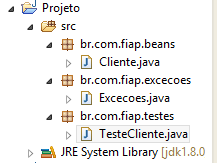 Projeto
src
br.com.fiap.beans
Cliente.java
br.com.fiap.excecoes
Excecoes.java
br.com.fiap.testes
TesteCliente.java
JRE System Library [jdk1.8.0